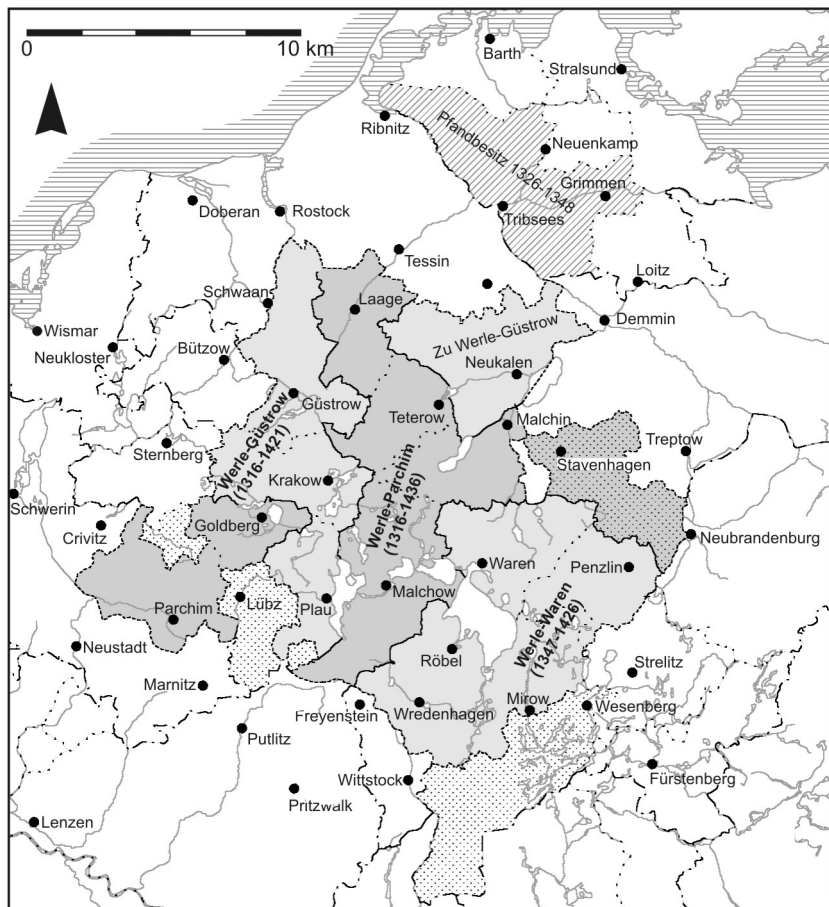 0 10 km
Barth
Stralsund
Ribnitz
Pfandbesitz 1326-1348
Neuenkamp
Grimmen
Tribsees
Doberan
Rostock
Tessin
Loitz
Schwaan
Laage
Demmin
Wismar
Neukloster
Bützow
Zu Werle-Güstrow
Neukalen
Güstrow
Teterow
Malchin
Werle-Güstrow
(1316-1421)
Sternberg
Stavenhagen
Treptow
Krakow
Werle-Parchim
(1316-1436)
Schwerin
Crivitz
Goldberg
Neubrandenburg
Waren
Penzlin
Parchim
Lübz
Plau
Malchow
Werle-Waren
(1347-1426)
Neustadt
Röbel
Strelitz
Marnitz
Freyenstein
Wredenhagen
Mirow
Wesenberg
Putlitz
Wittstock
Fürstenberg
Pritzwalk
Lenzen